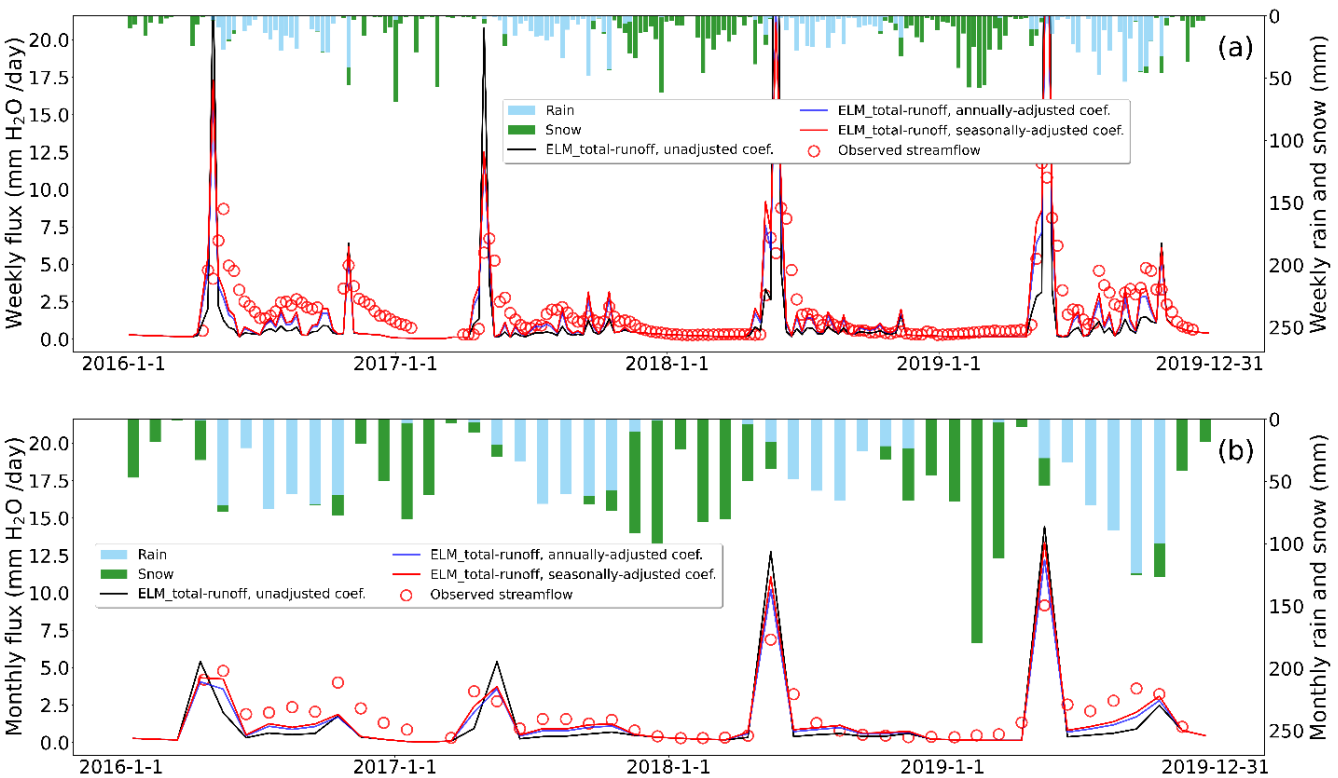 (a)
Weekly flux (mm H₂O /day)
20.0
17.5
15.0
12.5
10.0
7.5
5.0
2.5
0.0
0
50
100
150
200
250
Weekly rain and snow (mm)
Rain
Snow
ELM_total-runoff, unadjusted coef.
ELM_total-runoff, annually-adjusted coef.
ELM_total-runoff, seasonally-adjusted coef.
Observed streamflow
2016-1-1 2017-1-1 2018-1-1 2019-1-1 2019-12-31
(b)
Monthly flux (mm H₂O /day)
20.0
17.5
15.0
12.5
10.0
7.5
5.0
2.5
0.0
0
50
100
150
200
250
Monthly rain and snow (mm)
Rain
Snow
ELM_total-runoff, unadjusted coef.
ELM_total-runoff, annually-adjusted coef.
ELM_total-runoff, seasonally-adjusted coef.
Observed streamflow
2016-1-1 2017-1-1 2018-1-1 2019-1-1 2019-12-31